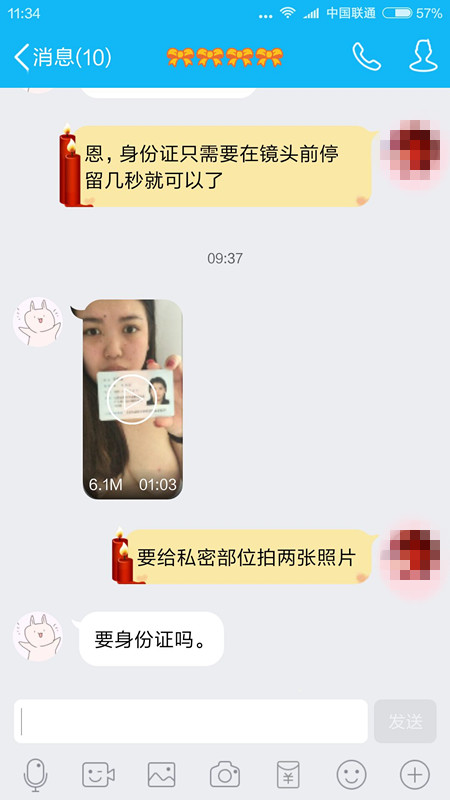 11:34 ... 中国联通 57%
消息(10)
恩，身份证只需要在镜头前停
留几秒就可以了
09:37
6.1M 01:03
要给私密部位拍两张照片
要身份证吗。
发送